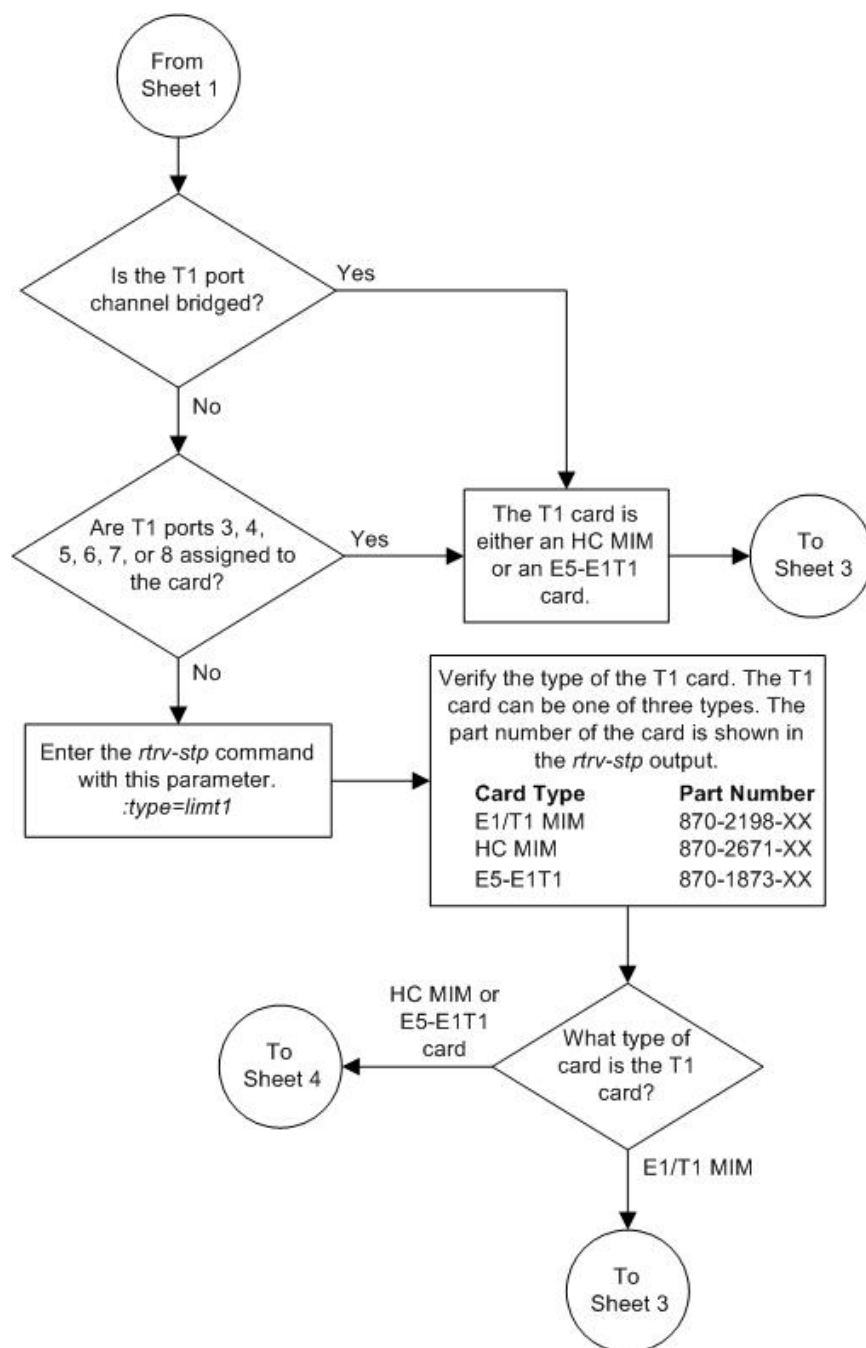 From
Sheet 1
Is the T1 port
channel bridged?
Yes
No
Are T1 ports 3, 4,
5, 6, 7, or 8 assigned to
the card?
Yes
The T1 card is
either an HC MIM
or an E5-E1T1
card.
To
Sheet 3
No
Enter the rtrv-stp command
with this parameter.
:type=limt1
Verify the type of the T1 card. The T1
card can be one of three types. The
part number of the card is shown in
the rtrv-stp output.
Card Type Part Number
E1/T1 MIM 870-2198-XX
HC MIM 870-2671-XX
E5-E1T1 870-1873-XX
HC MIM or
E5-E1T1
card
To
Sheet 4
What type of
card is the T1
card?
E1/T1 MIM
To
Sheet 3